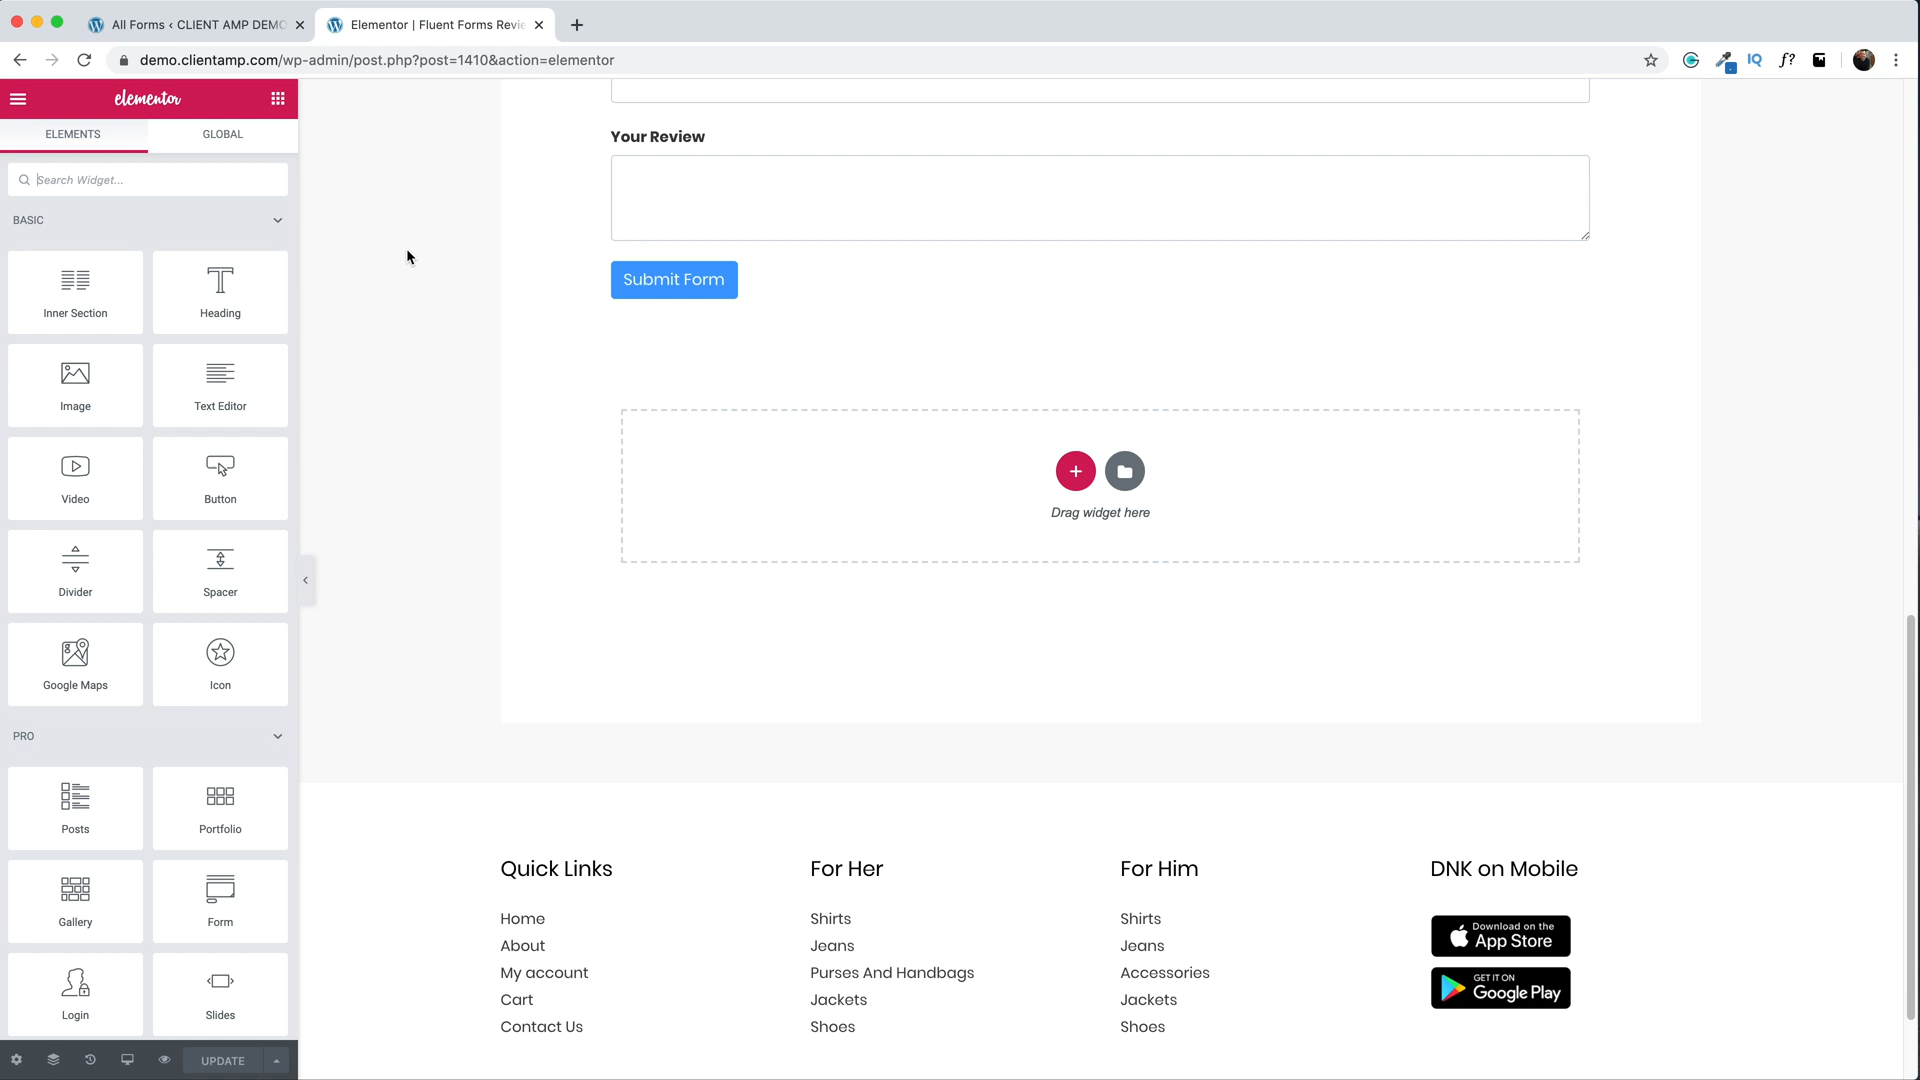 All Forms ‹ CLIENT AMP DEMO
Elementor | Fluent Forms Revie
demo.clientamp.com/wp-admin/post.php?post=1410&action=elementor
IQ
f?
elementor
ELEMENTS
GLOBAL
Search Widget...
BASIC
Inner Section
Heading
Image
Text Editor
Video
Button
Divider
Spacer
Google Maps
Icon
PRO
Posts
Portfolio
Gallery
Form
Login
Slides
UPDATE
Your Review
Submit Form
Drag widget here
Quick Links
Home
About
My account
Cart
Contact Us
For Her
Shirts
Jeans
Purses And Handbags
Jackets
Shoes
For Him
Shirts
Jeans
Accessories
Jackets
Shoes
DNK on Mobile
Download on the
App Store
GET IT ON
Google Play